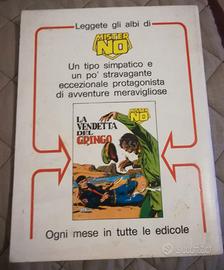 Leggete gli albi di
MISTER
NO
Un tipo simpatico e
un po' stravagante
eccezionale protagonista
di avventure meravigliose
MISTER
NO
LA
VENDETTA
DEL
GRINGO
Ogni mese in tutte le edicole
subito